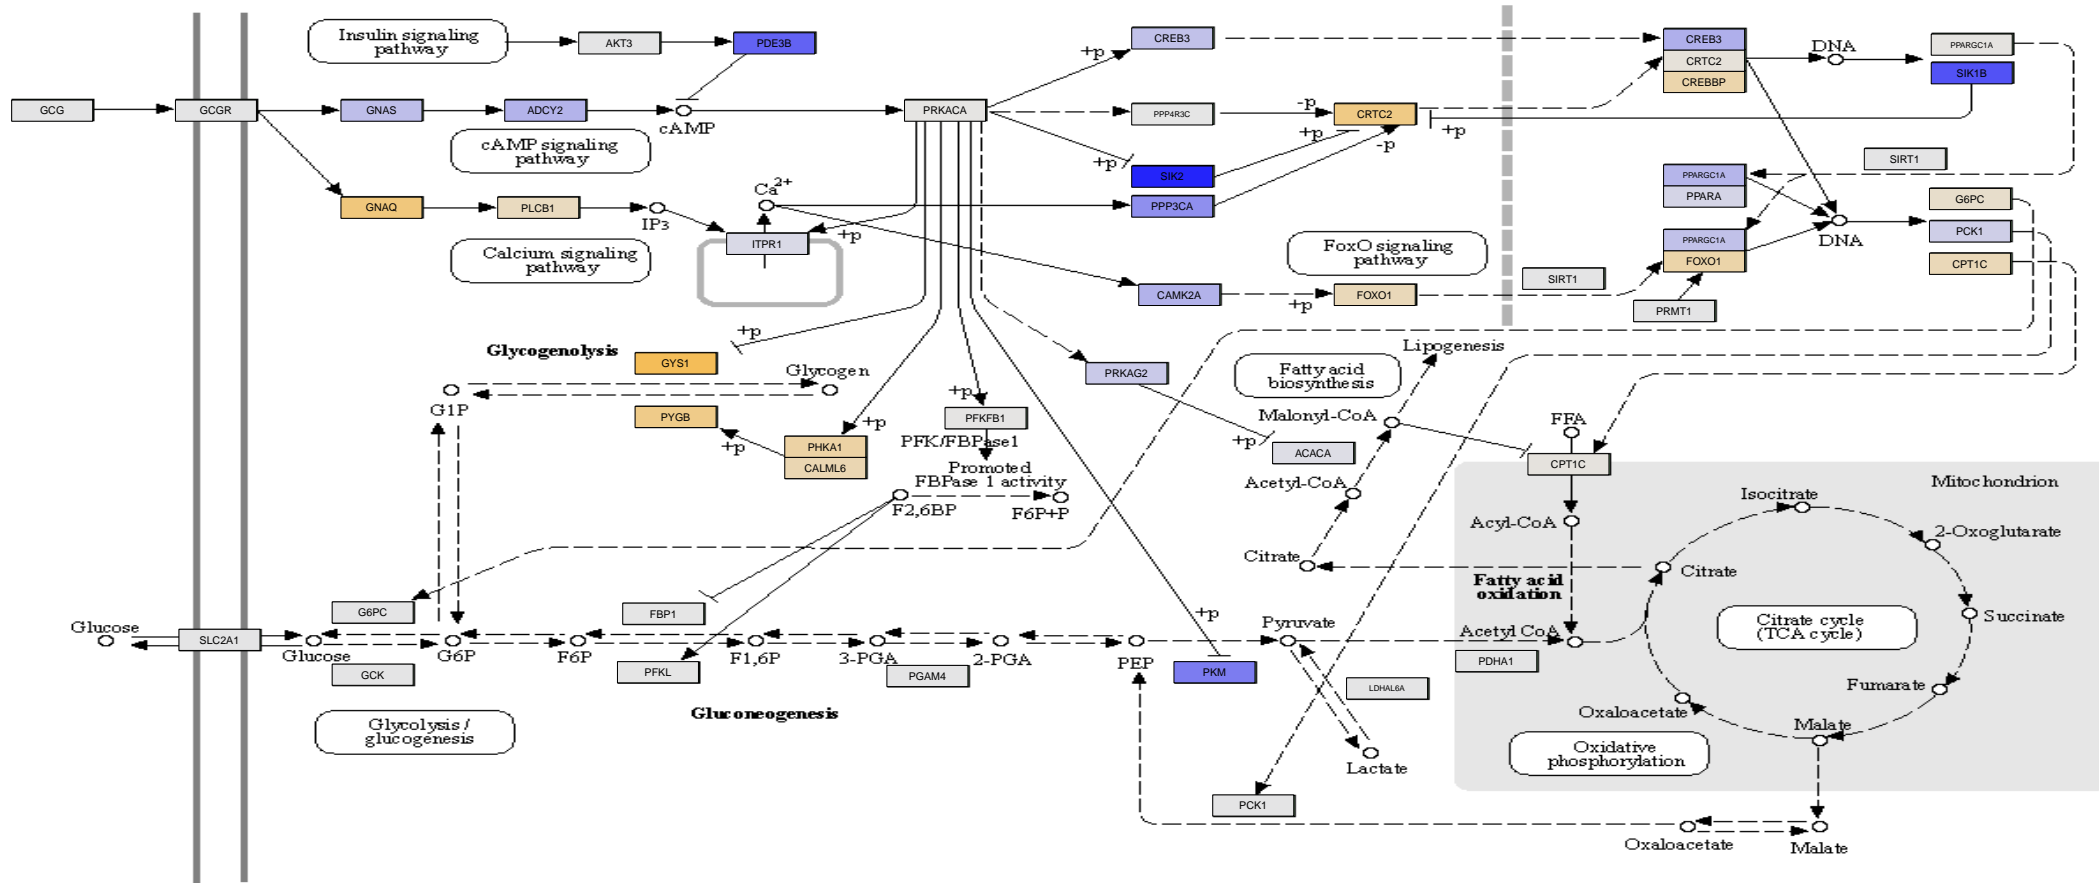 Insulin signaling
pathway
AKT3
PDE3B
CREB3
+p
CREB3
CRTC2
CREBBP
DNA
PPARGC1A
SIK1B
GCG
GCGR
GNAS
ADCY2
cAMP
PRKACA
PPP4R3C
-p
CRTC2
+p
+p
-p
cAMP signaling
pathway
+p
SIK2
PPP3CA
SIRT1
PPARGC1A
PPARA
G6PC
PCK1
CPT1C
GNAQ
PLCB1
IP3
Ca2+
ITPR1
+p
DNA
PPARGC1A
FOXO1
Calcium signaling
pathway
FoxO signaling
pathway
SIRT1
CAMK2A
+p
FOXO1
PRMT1
+p
Glycogenolysis
GYS1
Glycogen
G1P
PYGB
+p
+p
PHKA1
CALML6
+p
PFKFB1
PFK/FBPase1
Promoted
FBPase 1 activity
F2,6BP
F6P+P
PRKAG2
+p
Lipogenesis
Fatty acid
biosynthesis
Malonyl-CoA
ACACA
Acetyl-CoA
Citrate
FFA
CPT1C
Mitochondrion
Acyl-CoA
Isocitrate
2-Oxoglutarate
Fatty acid
oxidation
Citrate
Succinate
Citrate cycle
(TCA cycle)
Fumarate
Malate
Oxaloacetate
Oxidative
phosphorylation
G6PC
FBP1
+p
Glucose
SLC2A1
Glucose
G6P
F6P
F1,6P
3-PGA
2-PGA
PEP
Pyruvate
Acetyl CoA
GCK
PFKL
PGAM4
PKM
LDHAL6A
PDHA1
Glycolysis /
glucogenesis
Gluconeogenesis
Lactate
PCK1
Oxaloacetate
Malate